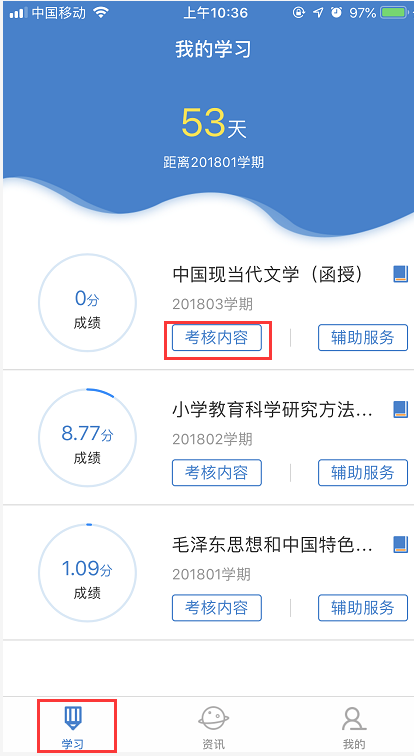 中国移动 上午10:36 97%
我的学习
53天
距离201801学期
0分
成绩
中国现当代文学（函授）
201803学期
考核内容 辅助服务
8.77分
成绩
小学教育科学研究方法...
201802学期
考核内容 辅助服务
1.09分
成绩
毛泽东思想和中国特色...
201801学期
考核内容 辅助服务
学习 资讯 我的